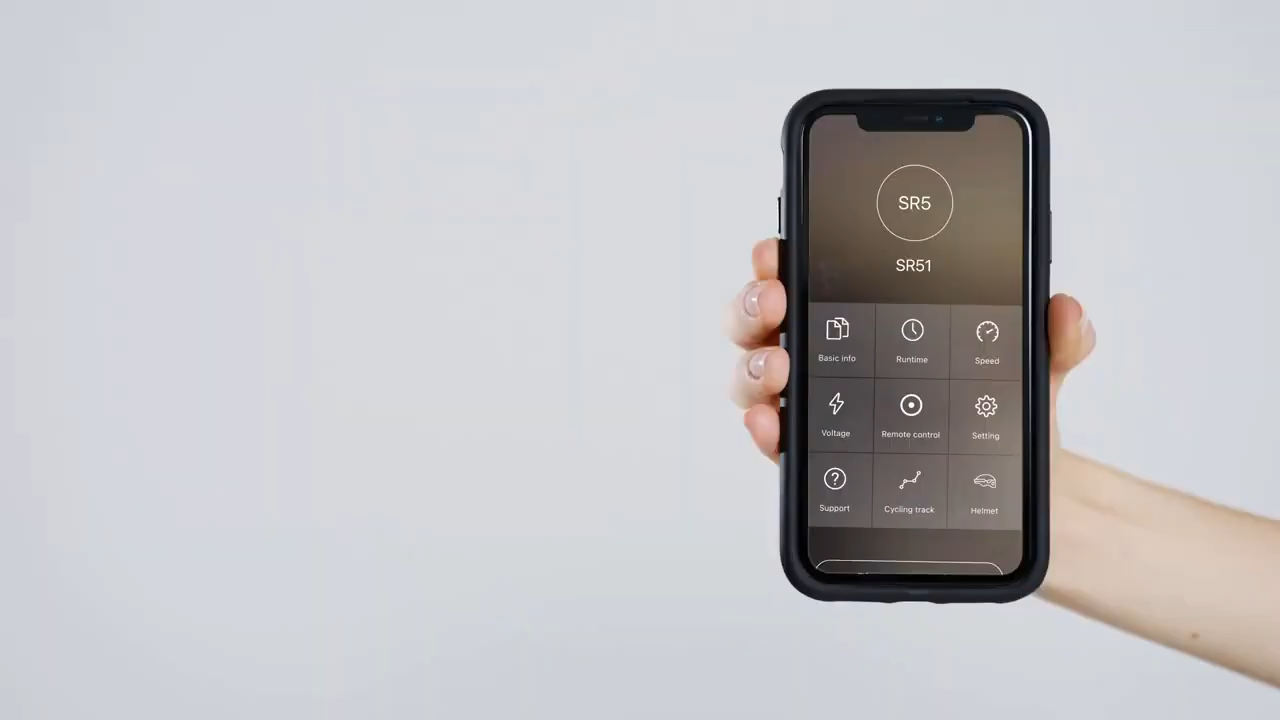 SR5
SR51
Basic info
Runtime
Speed
Voltage
Remote control
Setting
Support
Cycling track
Helmet